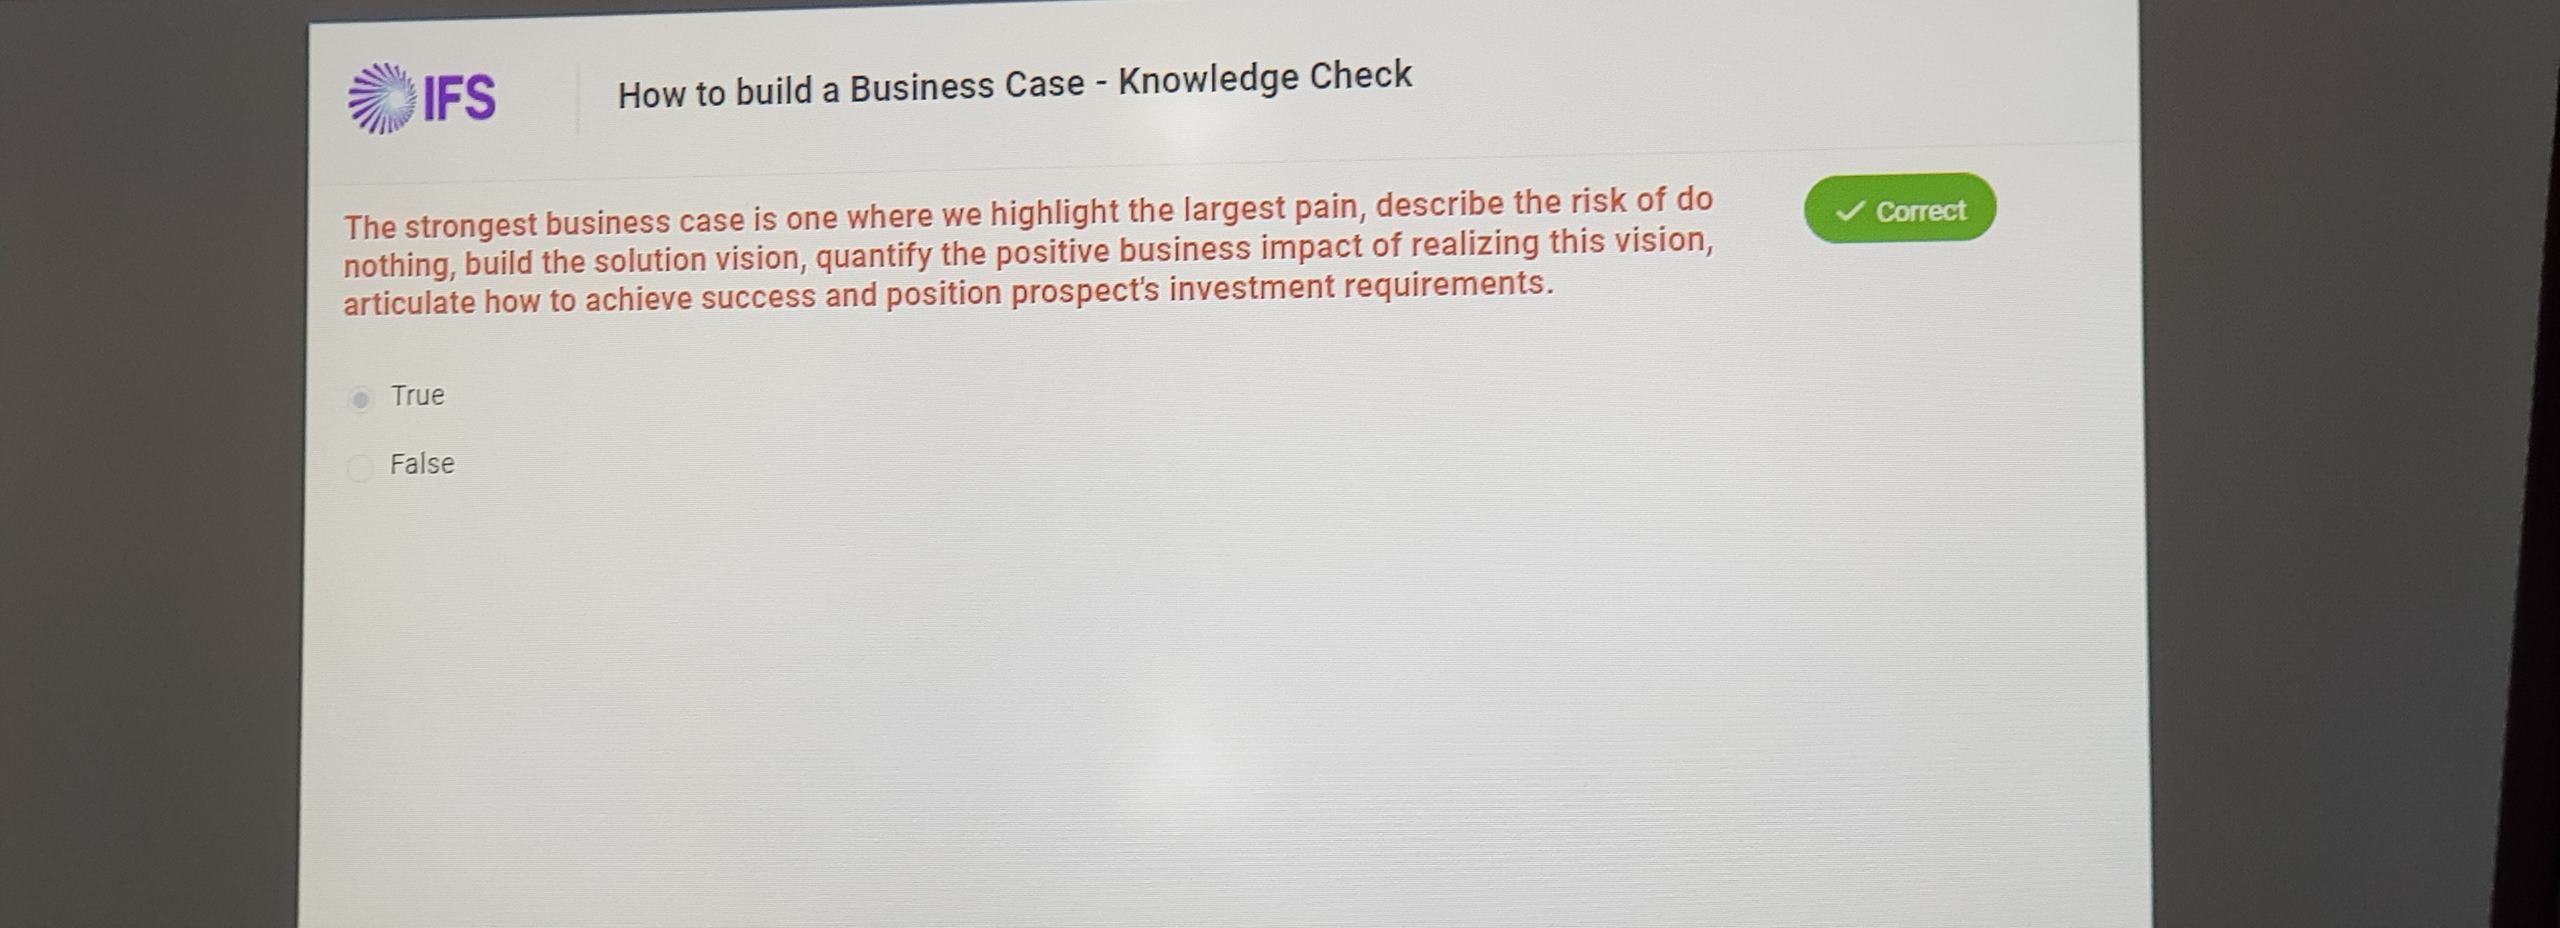 IFS
How to build a Business Case - Knowledge Check
The strongest business case is one where we highlight the largest pain, describe the risk of do
nothing, build the solution vision, quantify the positive business impact of realizing this vision,
articulate how to achieve success and position prospect's investment requirements.
✓ Correct
True
False